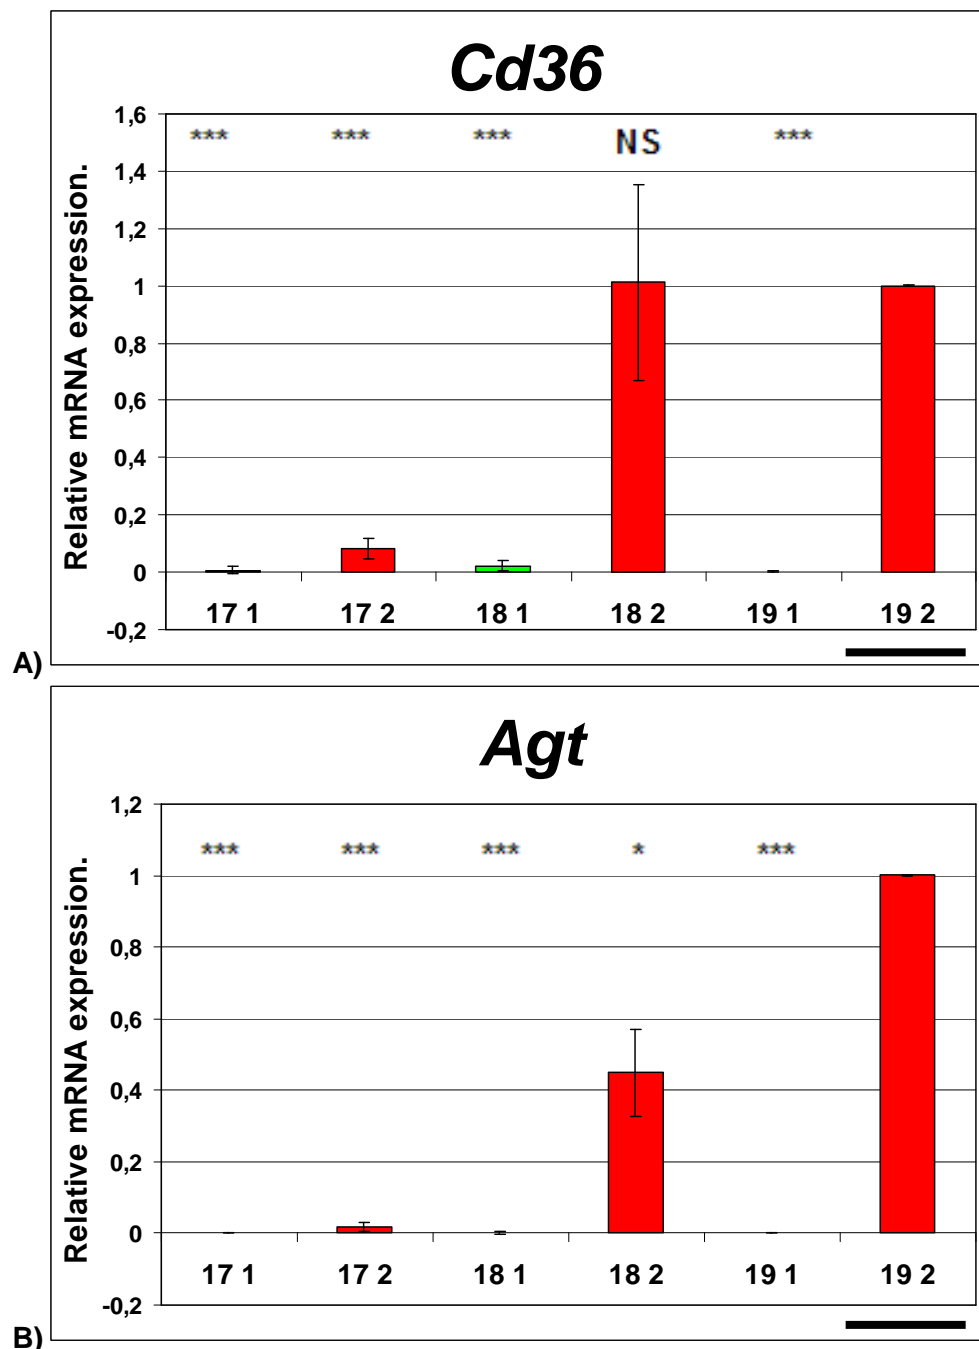 Cd36
Relative mRNA expression.
1,6
1,4
1,2
1
0,8
0,6
0,4
0,2
0
-0,2
*** *** *** NS ***
17 1 17 2 18 1 18 2 19 1 19 2
A)
Agt
Relative mRNA expression.
1,2
1
0,8
0,6
0,4
0,2
0
-0,2
*** *** *** * ***
17 1 17 2 18 1 18 2 19 1 19 2
B)